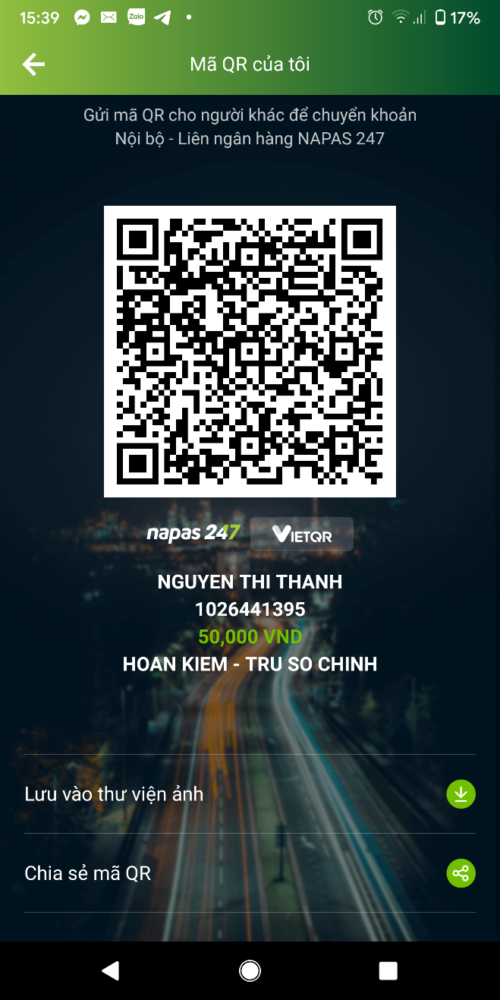 15:39
Zalo
17%
Mã QR của tôi
Gửi mã QR cho người khác để chuyển khoản
Nội bộ - Liên ngân hàng NAPAS 247
napas 247
VIETQR
NGUYEN THI THANH
1026441395
50,000 VND
HOAN KIEM - TRU SO CHINH
Lưu vào thư viện ảnh
Chia sẻ mã QR